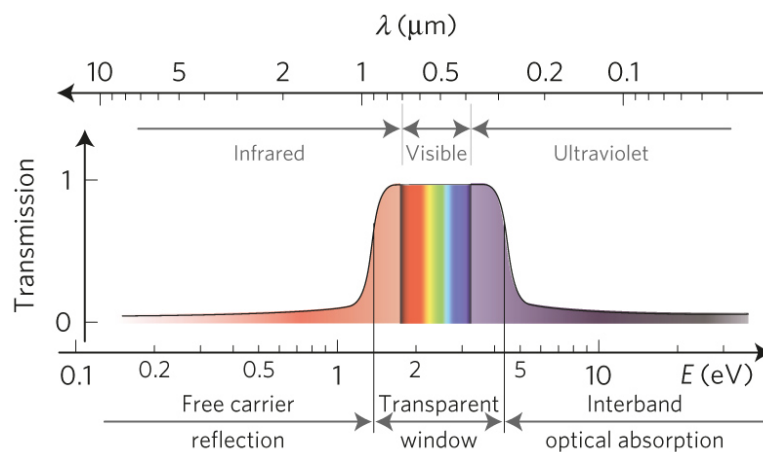 λ (μm)
10 5 2 1 0.5 0.2 0.1
Infrared Visible Ultraviolet
Transmission
1
0
0.1 0.2 0.5 1 2 5 10 E (eV)
Free carrier Transparent Interband
reflection window optical absorption